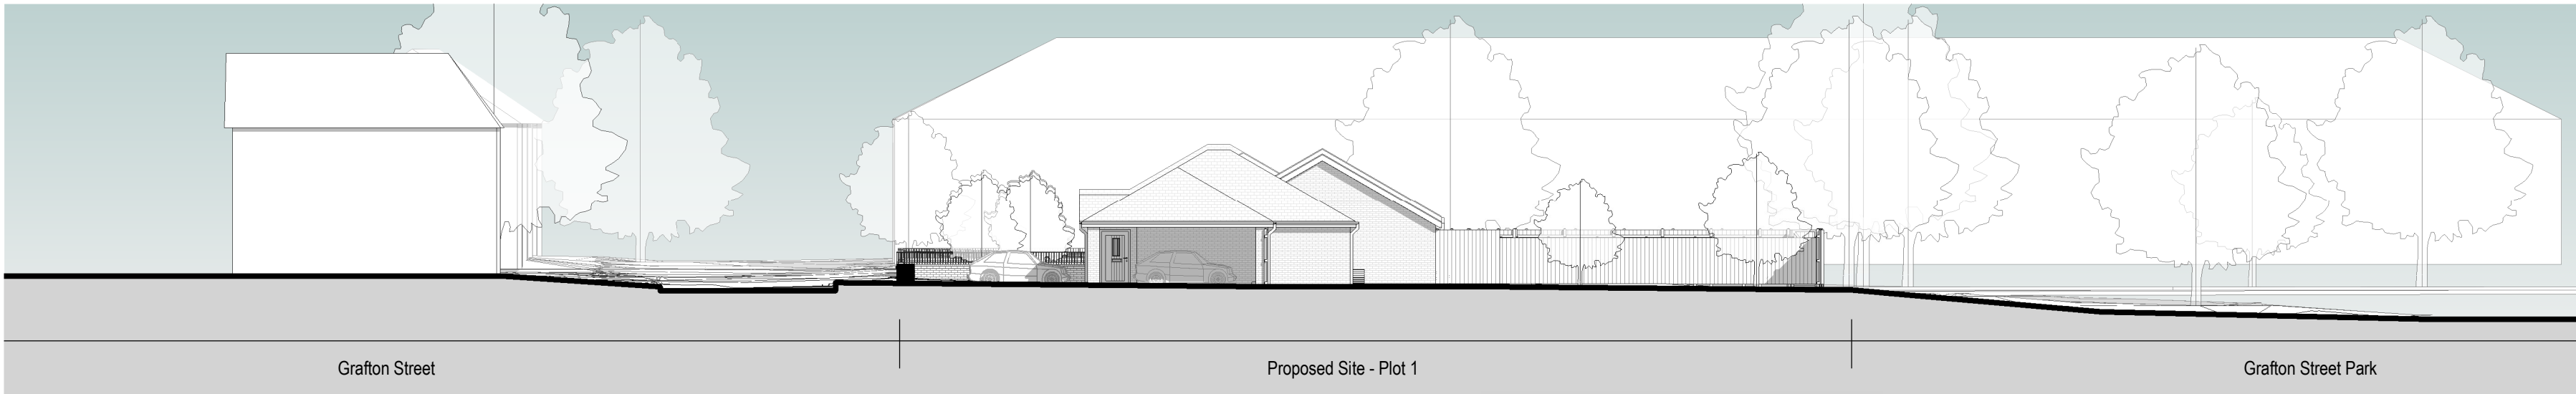 Grafton Street
Proposed Site - Plot 1
Grafton Street Park